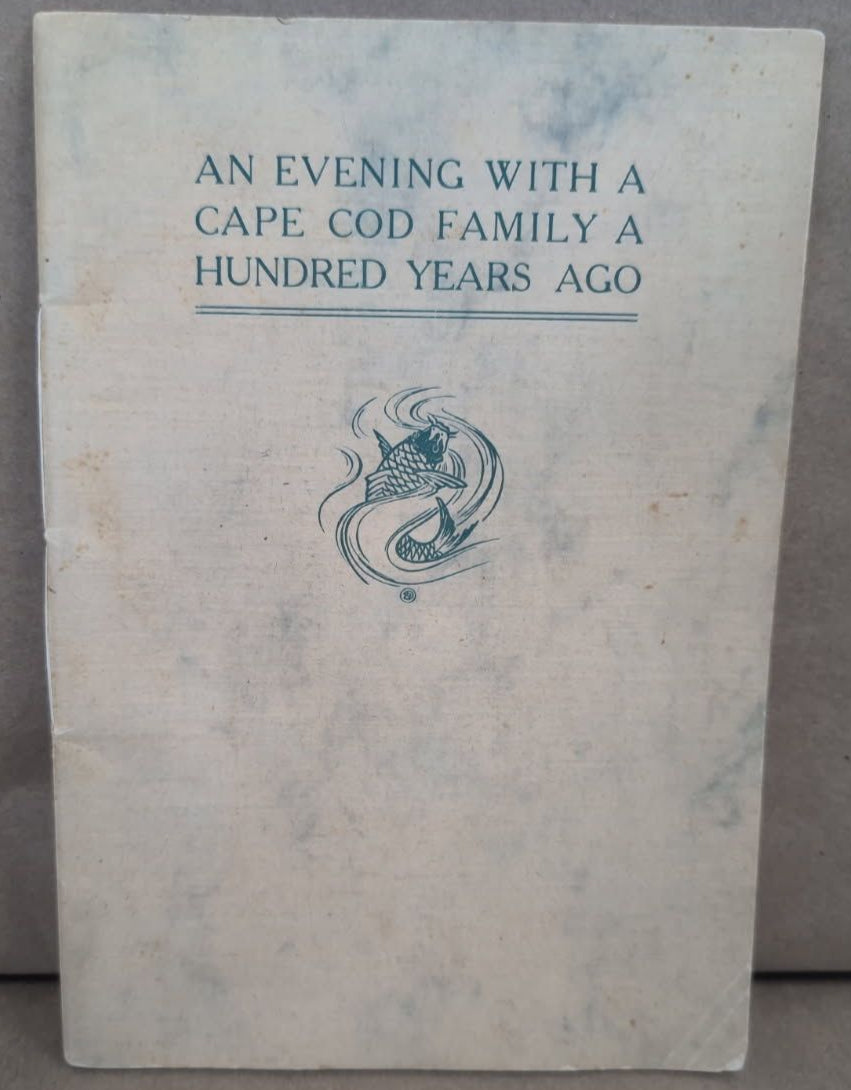 AN EVENING WITH A
CAPE COD FAMILY A
HUNDRED YEARS AGO